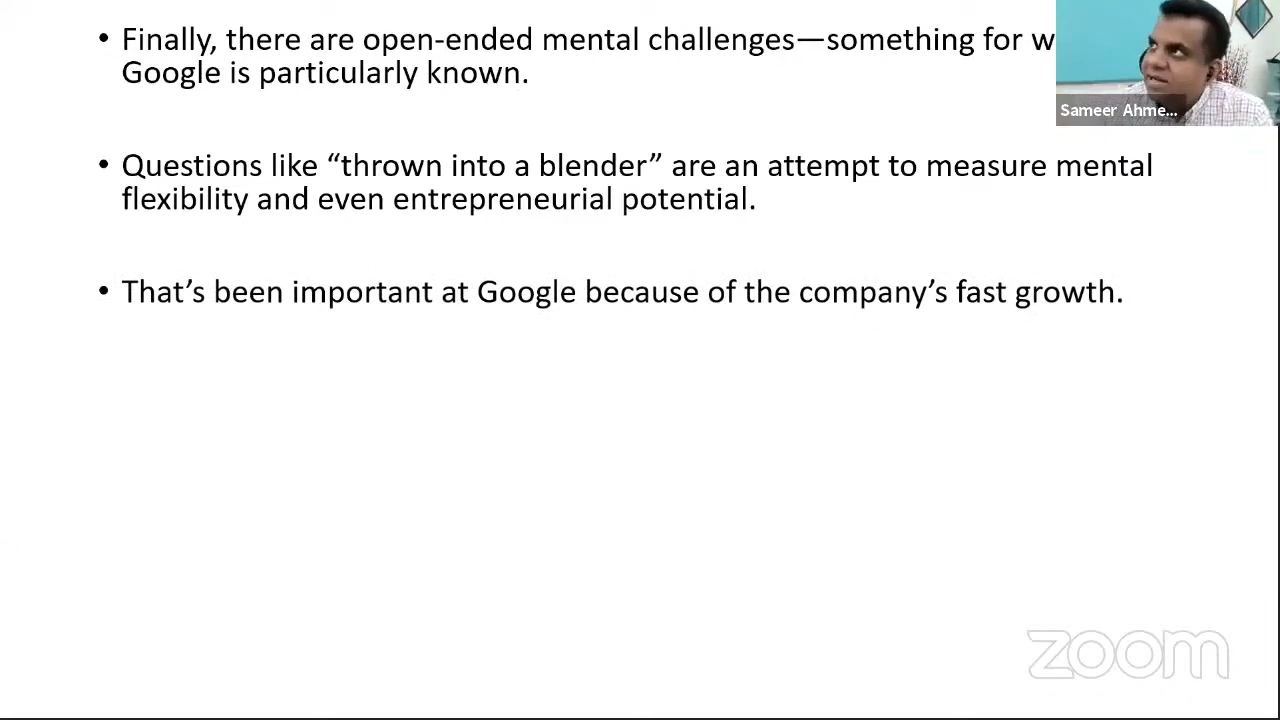 • Finally, there are open-ended mental challenges—something for w
Google is particularly known.
• Questions like “thrown into a blender” are an attempt to measure mental
flexibility and even entrepreneurial potential.
• That’s been important at Google because of the company’s fast growth.
Sameer Ahme...
zoom